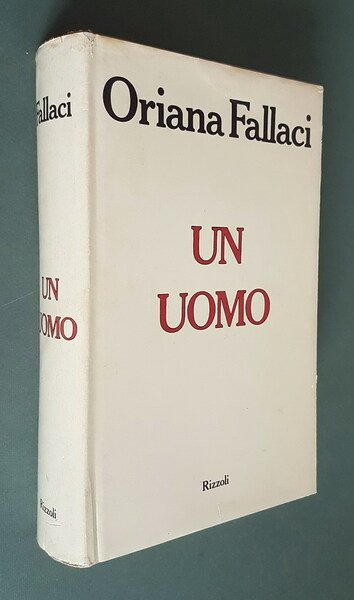 Oriana Fallaci
UN
UOMO
Rizzoli
Fallaci
UN
UOMO
Rizzoli